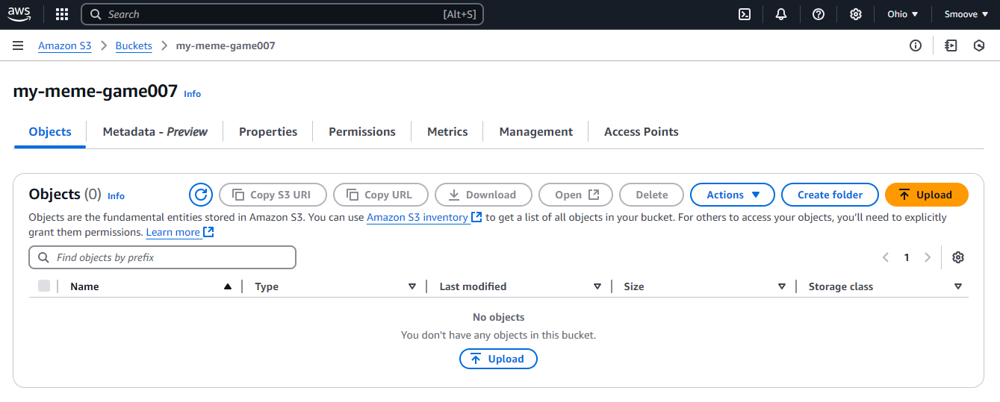 aws Search [Alt+S] Ohio Smoove
Amazon S3 Buckets my-meme-game007
my-meme-game007 Info
Objects Metadata - Preview Properties Permissions Metrics Management Access Points
Objects (0) Info Copy S3 URI Copy URL Download Open Delete Actions Create folder Upload
Objects are the fundamental entities stored in Amazon S3. You can use Amazon S3 inventory to get a list of all objects in your bucket. For others to access your objects, you’ll need to explicitly
grant them permissions. Learn more
Find objects by prefix 1
Name Type Last modified Size Storage class
No objects
You don't have any objects in this bucket.
Upload